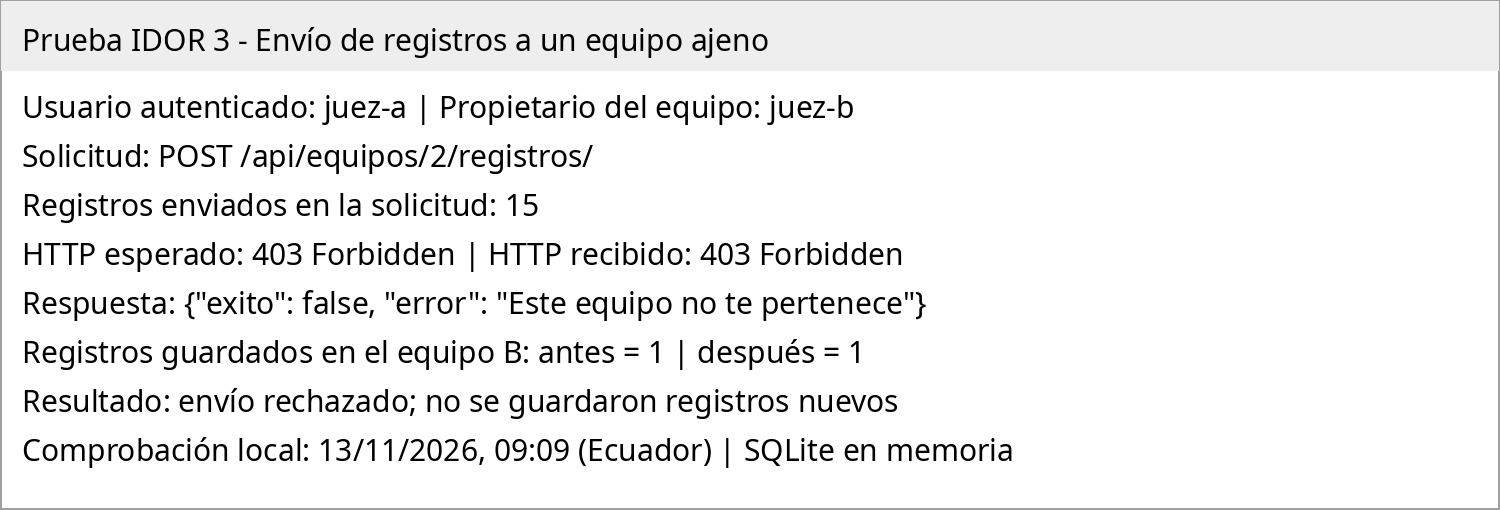 Prueba IDOR 3 - Envío de registros a un equipo ajeno
Usuario autenticado: juez-a | Propietario del equipo: juez-b
Solicitud: POST /api/equipos/2/registros/
Registros enviados en la solicitud: 15
HTTP esperado: 403 Forbidden | HTTP recibido: 403 Forbidden
Respuesta: {"exito": false, "error": "Este equipo no te pertenece"}
Registros guardados en el equipo B: antes = 1 | después = 1
Resultado: envío rechazado; no se guardaron registros nuevos
Comprobación local: 13/11/2026, 09:09 (Ecuador) | SQLite en memoria